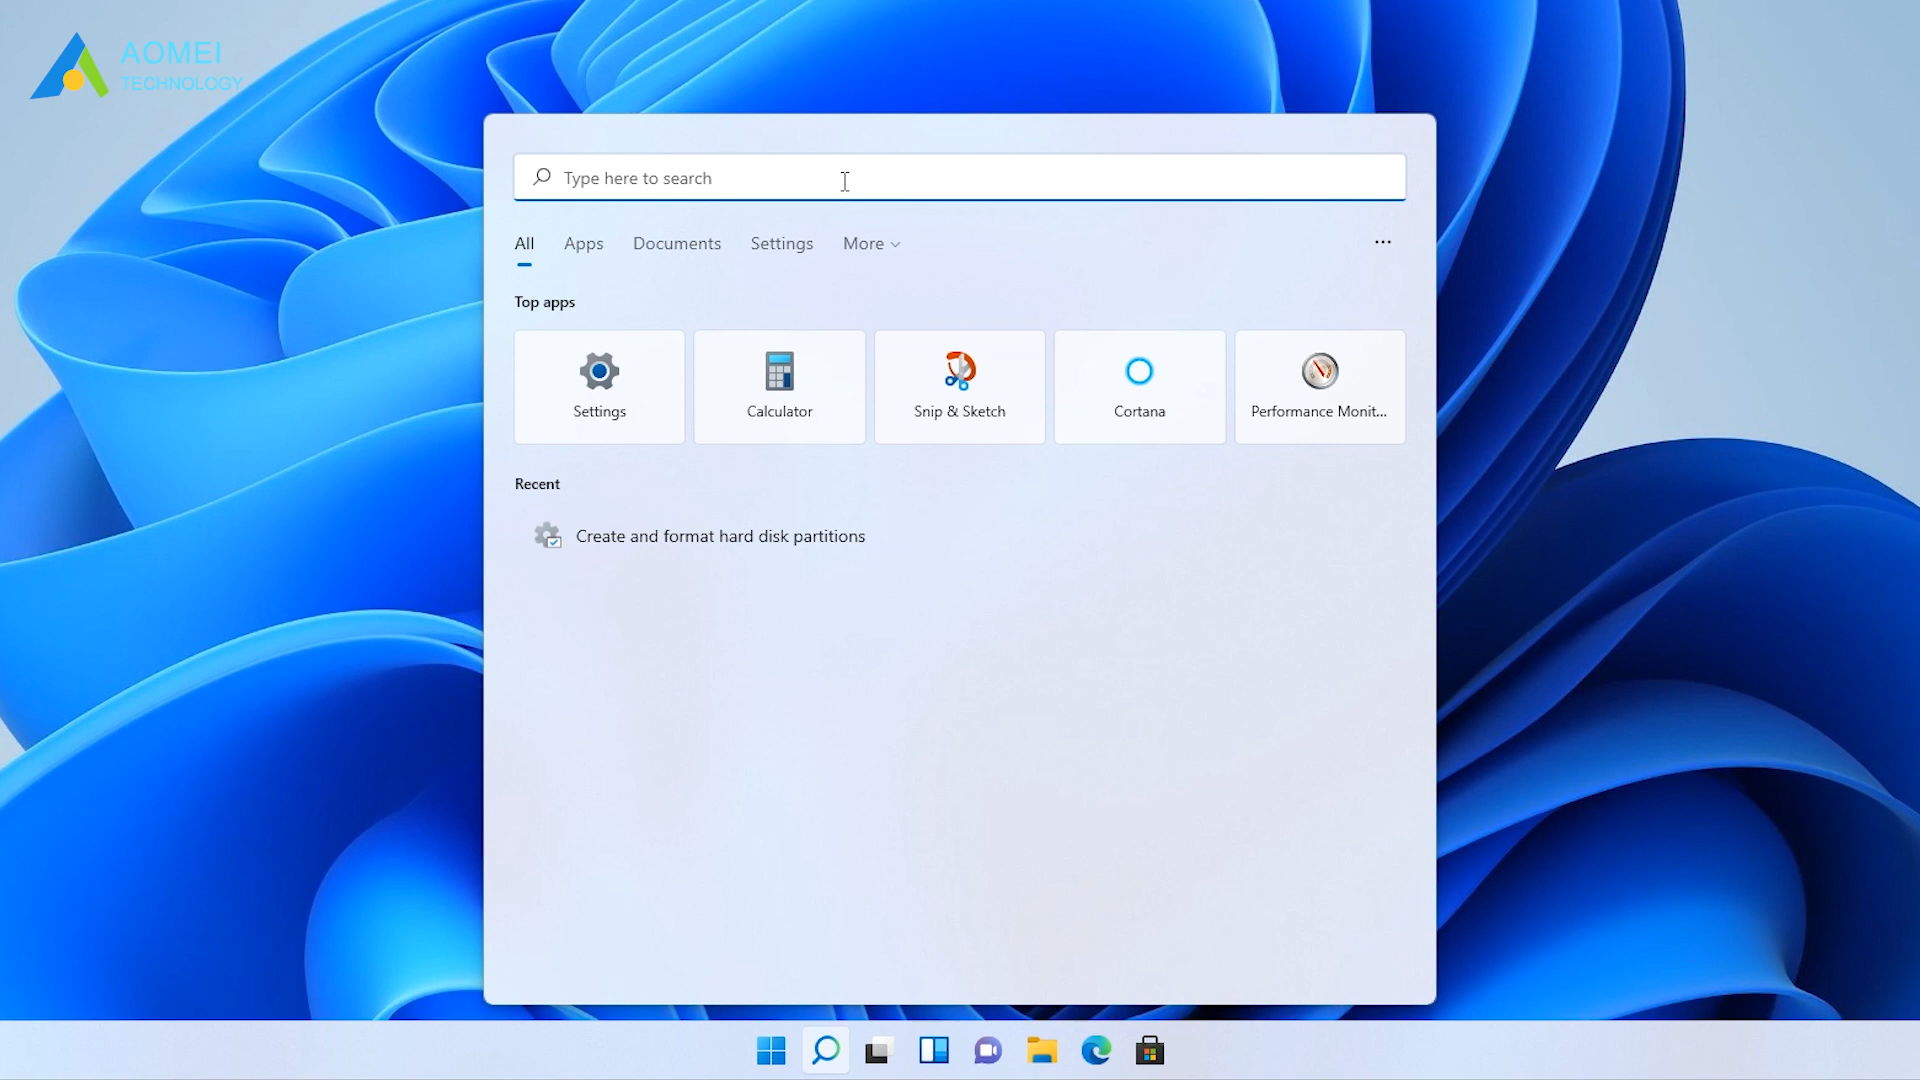 AOMEI
TECHNOLOGY
Type here to search
All Apps Documents Settings More
Top apps
Settings Calculator Snip & Sketch Cortana Performance Monit...
Recent
Create and format hard disk partitions